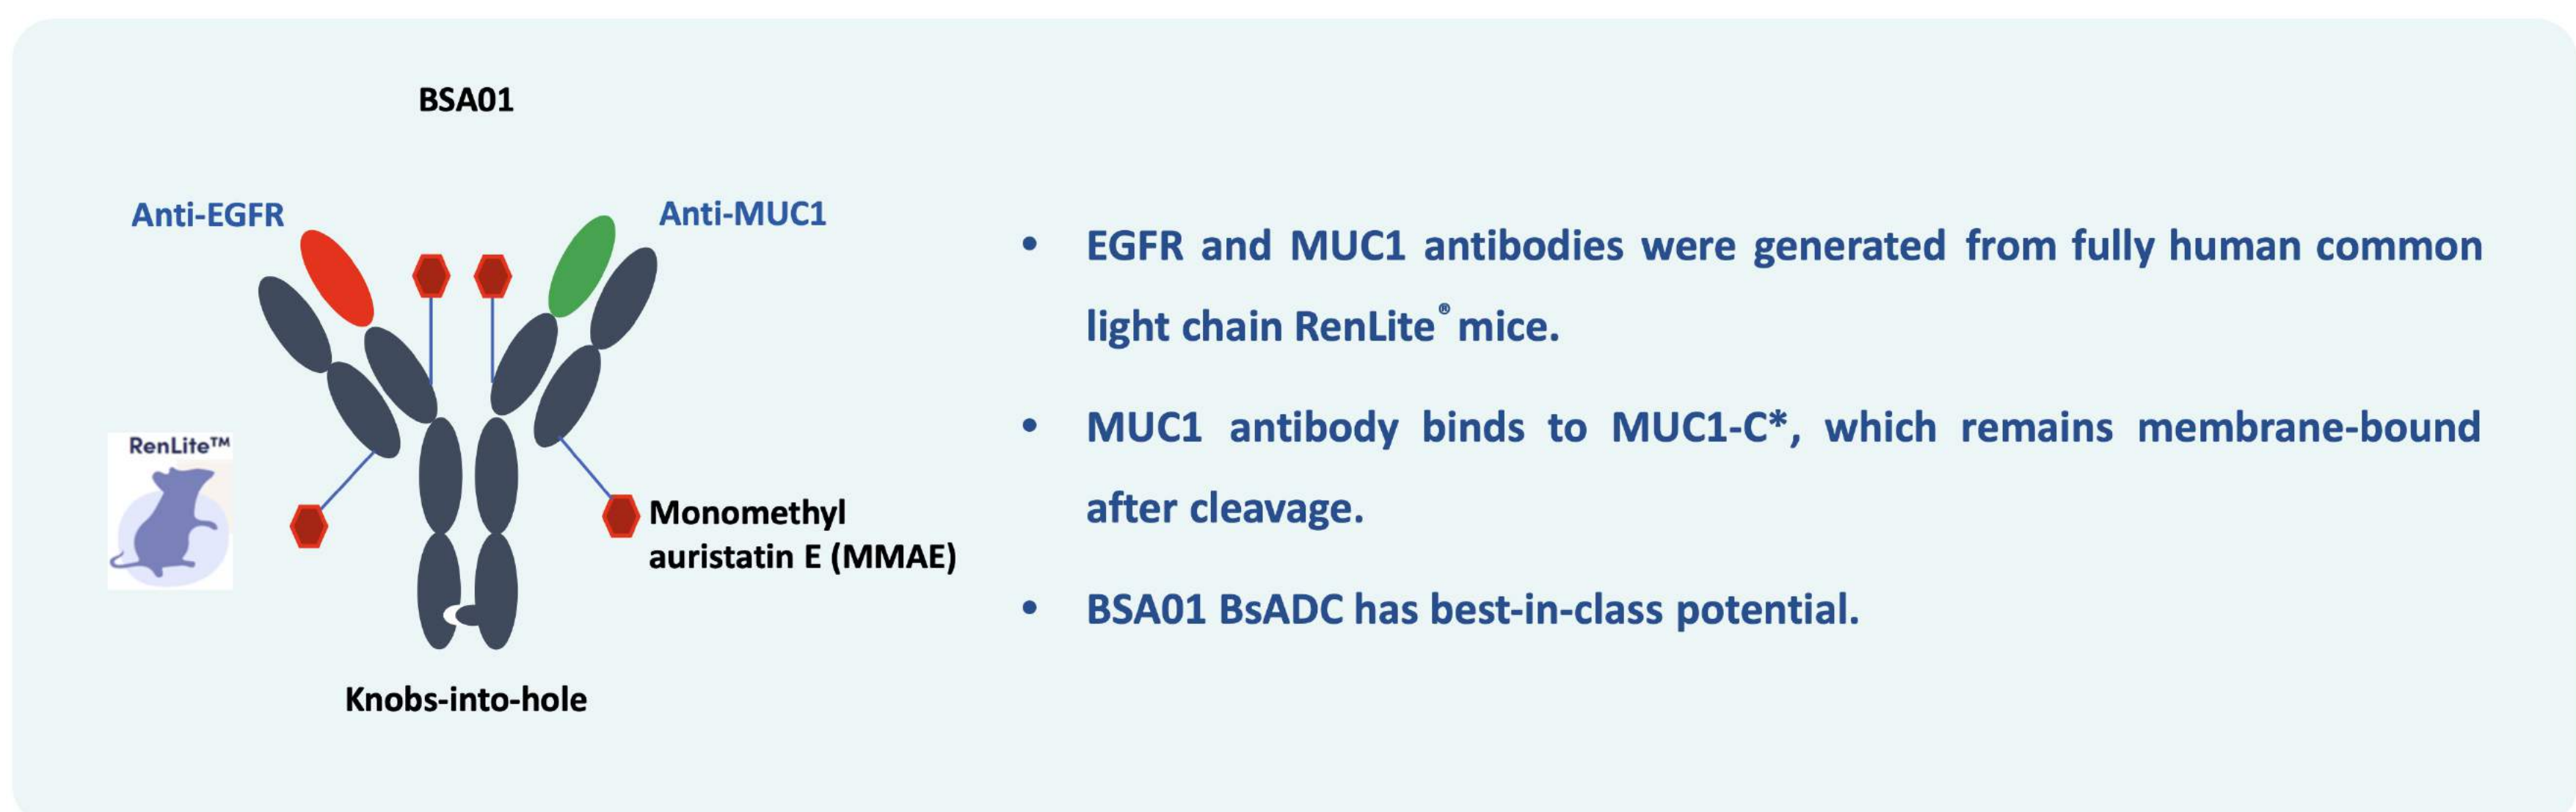 BSA01
Anti-EGFR
Anti-MUC1
RenLite™
Monomethyl
auristatin E (MMAE)
Knobs-into-hole
• EGFR and MUC1 antibodies were generated from fully human common
light chain RenLite® mice.
• MUC1 antibody binds to MUC1-C*, which remains membrane-bound
after cleavage.
• BSA01 BsADC has best-in-class potential.